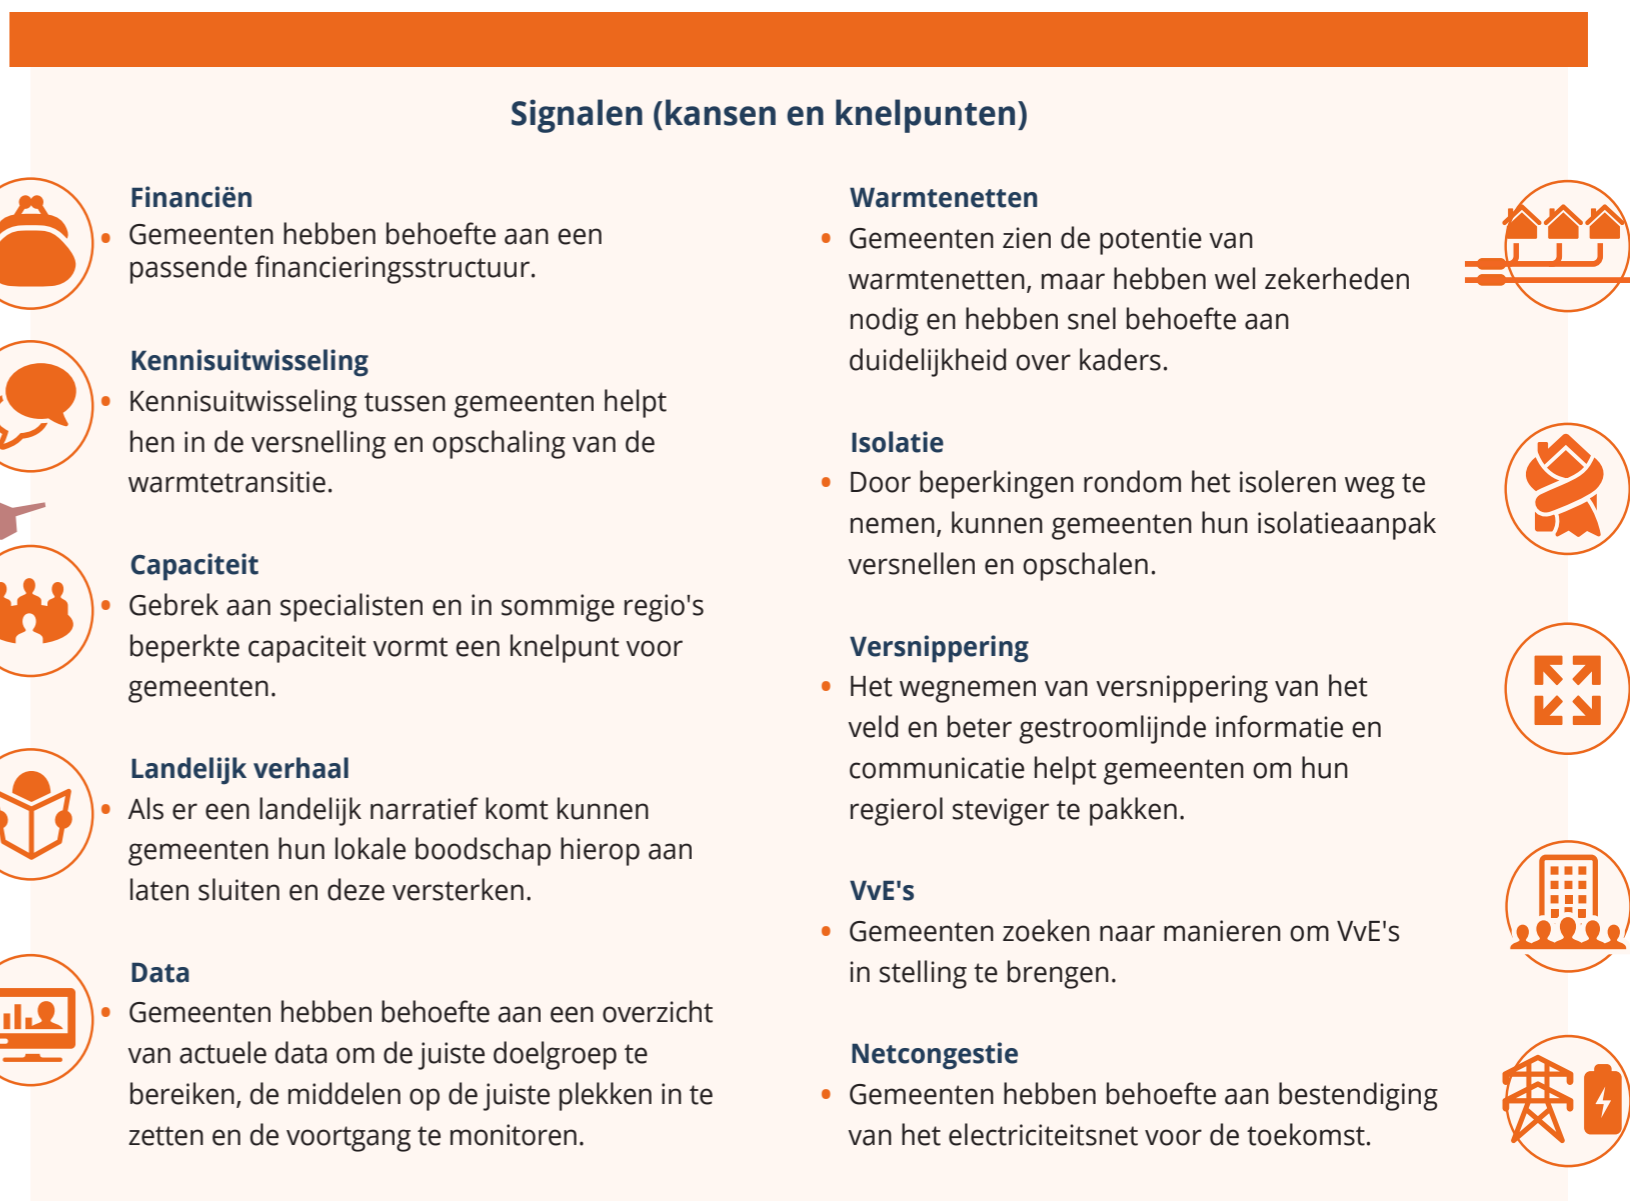 Signalen (kansen en knelpunten)
Financiën
• Gemeenten hebben behoefte aan een
passende financieringsstructuur.
Kennisuitwisseling
• Kennisuitwisseling tussen gemeenten helpt
hen in de versnelling en opschaling van de
warmtetransitie.
Capaciteit
• Gebrek aan specialisten en in sommige regio's
beperkte capaciteit vormt een knelpunt voor
gemeenten.
Landelijk verhaal
• Als er een landelijk narratief komt kunnen
gemeenten hun lokale boodschap hierop aan
laten sluiten en deze versterken.
Data
• Gemeenten hebben behoefte aan een overzicht
van actuele data om de juiste doelgroep te
bereiken, de middelen op de juiste plekken in te
zetten en de voortgang te monitoren.
Warmtenetten
• Gemeenten zien de potentie van
warmtenetten, maar hebben wel zekerheden
nodig en hebben snel behoefte aan
duidelijkheid over kaders.
Isolatie
• Door beperkingen rondom het isoleren weg te
nemen, kunnen gemeenten hun isolatieaanpak
versnellen en opschalen.
Versnippering
• Het wegnemen van versnippering van het
veld en beter gestroomlijnde informatie en
communicatie helpt gemeenten om hun
regierol steviger te pakken.
VvE's
• Gemeenten zoeken naar manieren om VvE's
in stelling te brengen.
Netcongestie
• Gemeenten hebben behoefte aan bestendiging
van het electriciteitsnet voor de toekomst.